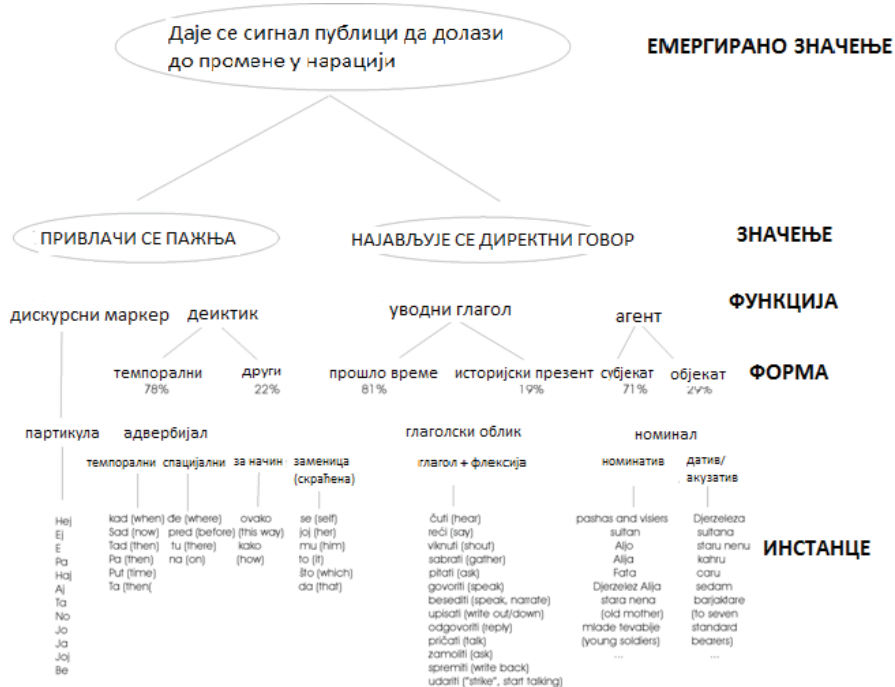 Даје се сигнал публици да долази
до промене у нарацији
ЕМЕРГИРАНО ЗНАЧЕЊЕ
ПРИВЛАЧИ СЕ ПАЖЊА
НАЈАВЉУЈЕ СЕ ДИРЕКТНИ ГОВОР
ЗНАЧЕЊЕ
дискурсни маркер
деиктик
уводни глагол
агент
ФУНКЦИЈА
темпорални
78%
други
22%
прошло време
81%
историјски презент
19%
субјекат
71%
објекат
29%
ФОРМА
партикула
адвербијал
глаголски облик
номинал
темпорални
спацијални
за начин
заменица
(скраћена)
глагол + флексија
номинатив
датив/
акузатив
Hej
Ej
E
Pa
Haj
Aj
Ta
No
Jo
Ja
Joj
Be
kad (when)
Sad (now)
Tad (then)
Pa (then)
Put (time)
Ta (then(
đe (where)
pred (before)
tu (there)
na (on)
ovako
(this way)
kako
(how)
se (self)
joj (her)
mu (him)
to (it)
što (which)
da (that)
čuti (hear)
reći (say)
viknuti (shout)
sabrati (gather)
pitati (ask)
govoriti (speak)
besediti (speak, narrate)
upisati (write out/down)
odgovoriti (reply)
pričati (talk)
zamoliti (ask)
spremiti (write back)
udariti ("strike", start talking)
pashas and visiers
sultan
Aljo
Alija
Fata
Djerzelez Alija
stara nena
(old mother)
mlade tevabije
(young soldiers)
...
Djerzeleza
sultana
staru nenu
kahru
caru
sedam
barjaktare
(to seven
standard
bearers)
...
ИНСТАНЦЕ